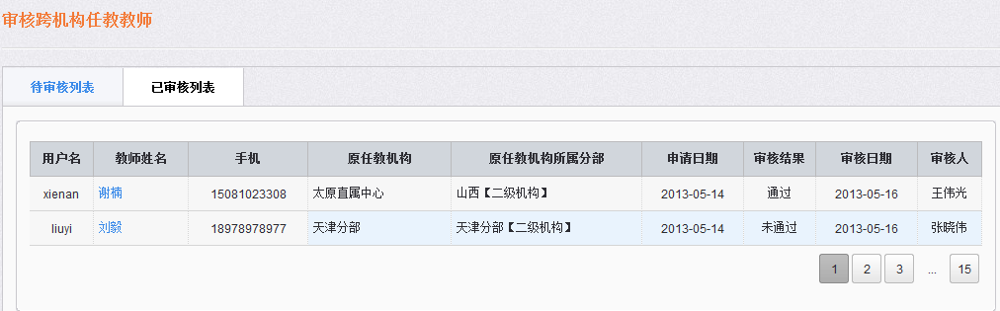 审核跨机构任教教师
待审核列表 已审核列表
用户名 教师姓名 手机 原任教机构 原任教机构所属分部 申请日期 审核结果 审核日期 审核人
xienan 谢楠 15081023308 太原直属中心 山西【二级机构】 2013-05-14 通过 2013-05-16 王伟光
liuyi 刘毅 18978978977 天津分部 天津分部【二级机构】 2013-05-14 未通过 2013-05-16 张晓伟
1 2 3 ... 15